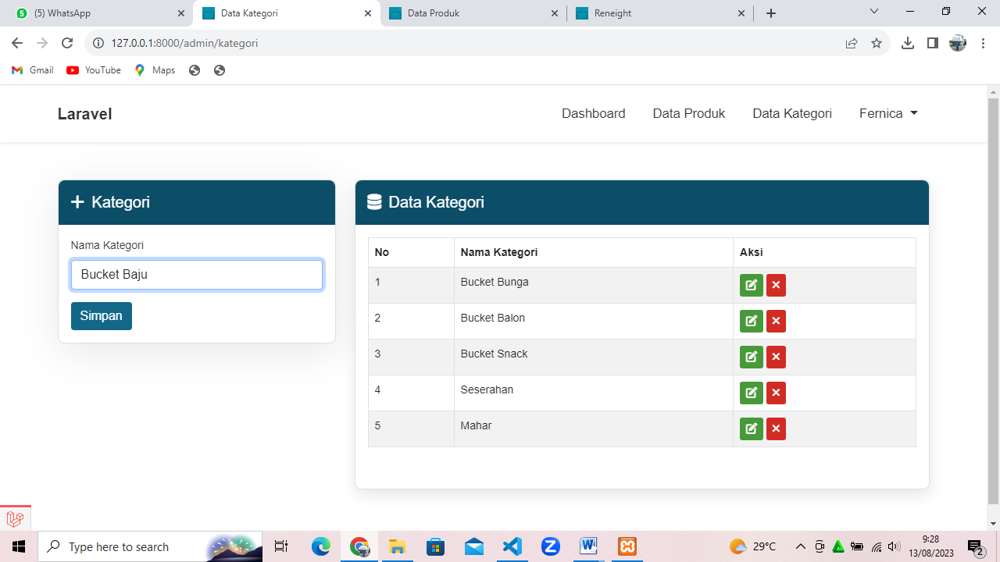 (5) WhatsApp
Data Kategori
Data Produk
Reneight
127.0.0.1:8000/admin/kategori
Gmail
YouTube
Maps
Laravel
Dashboard
Data Produk
Data Kategori
Fernica
Kategori
Nama Kategori
Bucket Baju
Simpan
Data Kategori
No Nama Kategori Aksi
1 Bucket Bunga
2 Bucket Balon
3 Bucket Snack
4 Seserahan
5 Mahar
Type here to search
29°C
9:28
13/08/2023
2